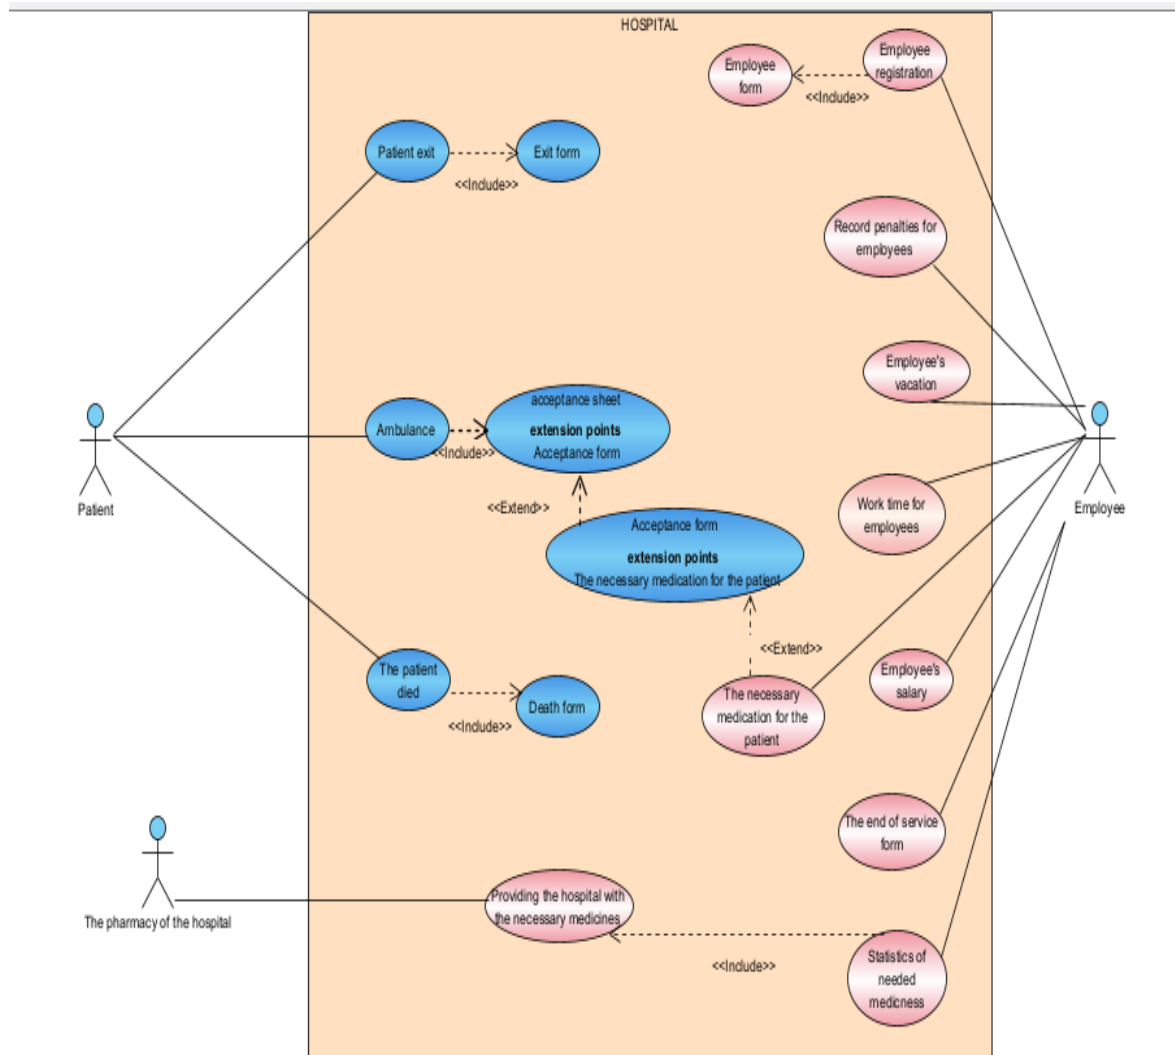 HOSPITAL
Employee
registration
Employee
form
<<Include>>
Patient exit
Exit form
<<Include>>
Record penalties for
employees
Employee's
vacation
acceptance sheet
extension points
Acceptance form
Ambulance
<<Include>>
Patient
Employee
Work time for
employees
<<Extend>>
Acceptance form
extension points
The necessary medication for the patient
<<Extend>>
The patient
died
Death form
<<Include>>
The necessary
medication for the
patient
Employee's
salary
The end of service
form
The pharmacy of the hospital
Providing the hospital with
the necessary medicines
<<Include>>
Statistics of
needed
medicness